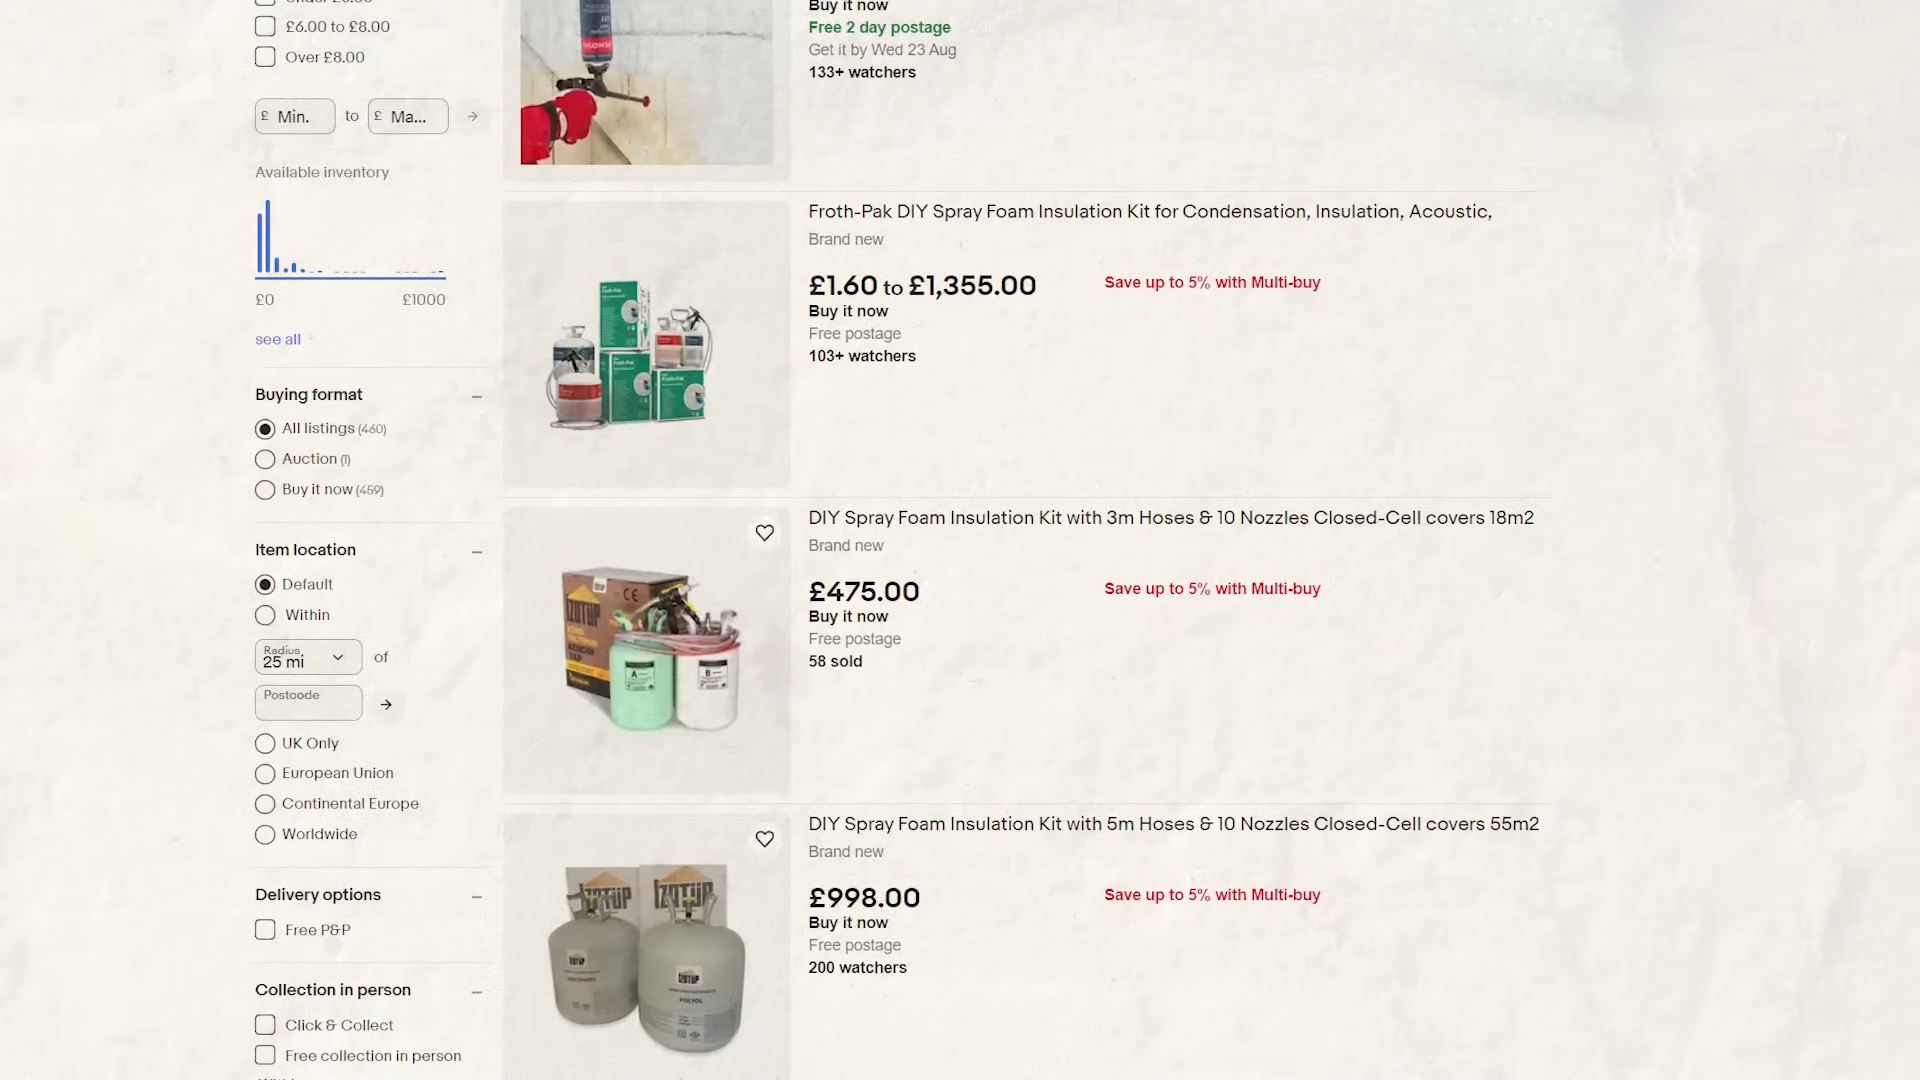 £6.00 to £8.00
Over £8.00
£ Min. to £ Ma...
Available inventory
£0 £1000
see all
Buying format
All listings (460)
Auction (1)
Buy it now (459)
Item location
Default
Within
Radius
25 mi
of
Postcode
UK Only
European Union
Continental Europe
Worldwide
Delivery options
Free P&P
Collection in person
Click & Collect
Free collection in person
Buy it now
Free 2 day postage
Get it by Wed 23 Aug
133+ watchers
Froth-Pak DIY Spray Foam Insulation Kit for Condensation, Insulation, Acoustic,
Brand new
£1.60 to £1,355.00
Save up to 5% with Multi-buy
Buy it now
Free postage
103+ watchers
DIY Spray Foam Insulation Kit with 3m Hoses & 10 Nozzles Closed-Cell covers 18m2
Brand new
£475.00
Save up to 5% with Multi-buy
Buy it now
Free postage
58 sold
IZOTÜP
A
B
DIY Spray Foam Insulation Kit with 5m Hoses & 10 Nozzles Closed-Cell covers 55m2
Brand new
£998.00
Save up to 5% with Multi-buy
Buy it now
Free postage
200 watchers
IZOTÜP
IZOTÜP
IZOTÜP
IZOTÜP
POLYOL